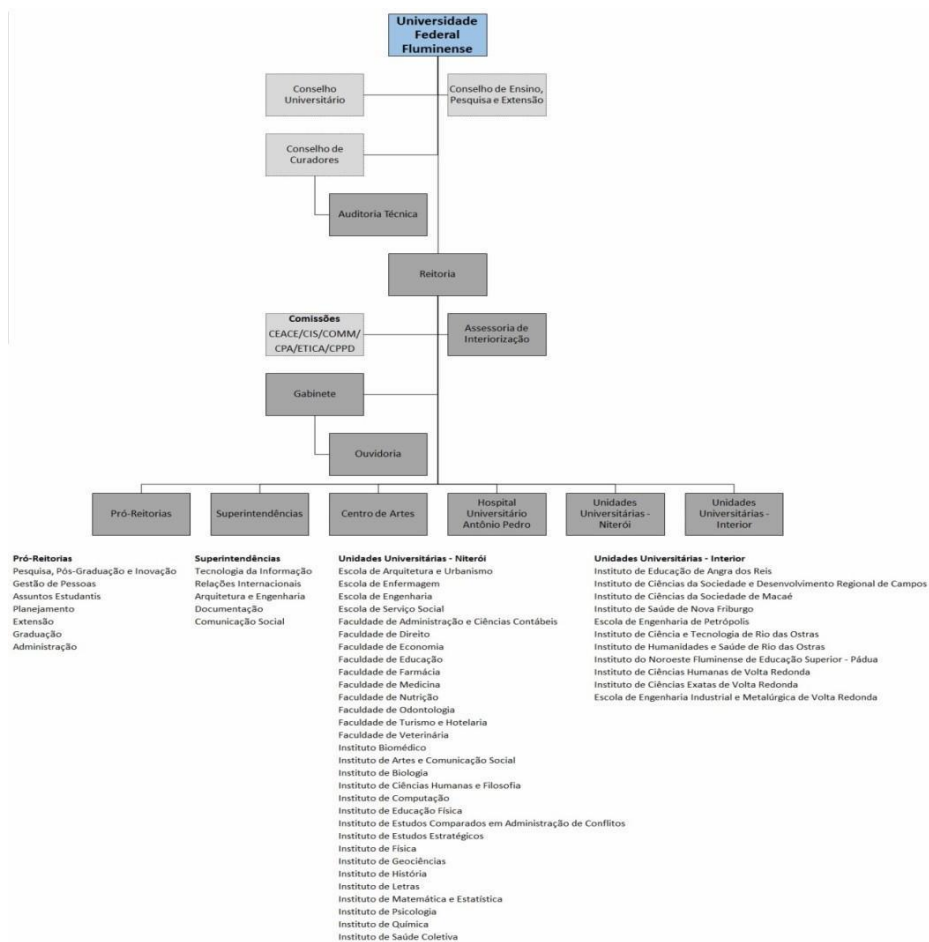 Universidade
Federal
Fluminense
Conselho
Universitário
Conselho de Ensino,
Pesquisa e Extensão
Conselho de
Curadores
Auditoria Técnica
Reitoria
Comissões
CEACE/CIS/COMM/
CPA/ETICA/CPPD
Assessoria de
Interiorização
Gabinete
Ouvidoria
Pró-Reitorias
Superintendências
Centro de Artes
Hospital
Universitário
Antônio Pedro
Unidades
Universitárias -
Niterói
Unidades
Universitárias -
Interior
Pró-Reitorias
Pesquisa, Pós-Graduação e Inovação
Gestão de Pessoas
Assuntos Estudantis
Planejamento
Extensão
Graduação
Administração
Superintendências
Tecnologia da Informação
Relações Internacionais
Arquitetura e Engenharia
Documentação
Comunicação Social
Unidades Universitárias - Niterói
Escola de Arquitetura e Urbanismo
Escola de Enfermagem
Escola de Engenharia
Escola de Serviço Social
Faculdade de Administração e Ciências Contábeis
Faculdade de Direito
Faculdade de Economia
Faculdade de Educação
Faculdade de Farmácia
Faculdade de Medicina
Faculdade de Nutrição
Faculdade de Odontologia
Faculdade de Turismo e Hotelaria
Faculdade de Veterinária
Instituto Biomédico
Instituto de Artes e Comunicação Social
Instituto de Biologia
Instituto de Ciências Humanas e Filosofia
Instituto de Computação
Instituto de Educação Física
Instituto de Estudos Comparados em Administração de Conflitos
Instituto de Estudos Estratégicos
Instituto de Física
Instituto de Geociências
Instituto de História
Instituto de Letras
Instituto de Matemática e Estatística
Instituto de Psicologia
Instituto de Química
Instituto de Saúde Coletiva
Unidades Universitárias - Interior
Instituto de Educação de Angra dos Reis
Instituto de Ciências da Sociedade e Desenvolvimento Regional de Campos
Instituto de Ciências da Sociedade de Macaé
Instituto de Saúde de Nova Friburgo
Escola de Engenharia de Petrópolis
Instituto de Ciência e Tecnologia de Rio das Ostras
Instituto de Humanidades e Saúde de Rio das Ostras
Instituto do Noroeste Fluminense de Educação Superior - Pádua
Instituto de Ciências Humanas de Volta Redonda
Instituto de Ciências Exatas de Volta Redonda
Escola de Engenharia Industrial e Metalúrgica de Volta Redonda